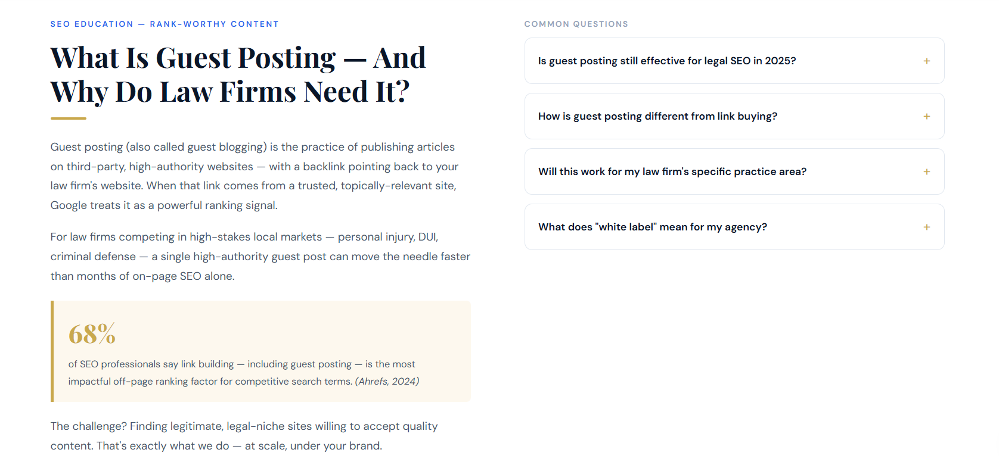 SEO EDUCATION — RANK-WORTHY CONTENT
What Is Guest Posting — And
Why Do Law Firms Need It?
Guest posting (also called guest blogging) is the practice of publishing articles
on third-party, high-authority websites — with a backlink pointing back to your
law firm's website. When that link comes from a trusted, topically-relevant site,
Google treats it as a powerful ranking signal.
For law firms competing in high-stakes local markets — personal injury, DUI,
criminal defense — a single high-authority guest post can move the needle faster
than months of on-page SEO alone.
68%
of SEO professionals say link building — including guest posting — is the most
impactful off-page ranking factor for competitive search terms. (Ahrefs, 2024)
The challenge? Finding legitimate, legal-niche sites willing to accept quality
content. That's exactly what we do — at scale, under your brand.
COMMON QUESTIONS
Is guest posting still effective for legal SEO in 2025? +
How is guest posting different from link buying? +
Will this work for my law firm's specific practice area? +
What does "white label" mean for my agency? +